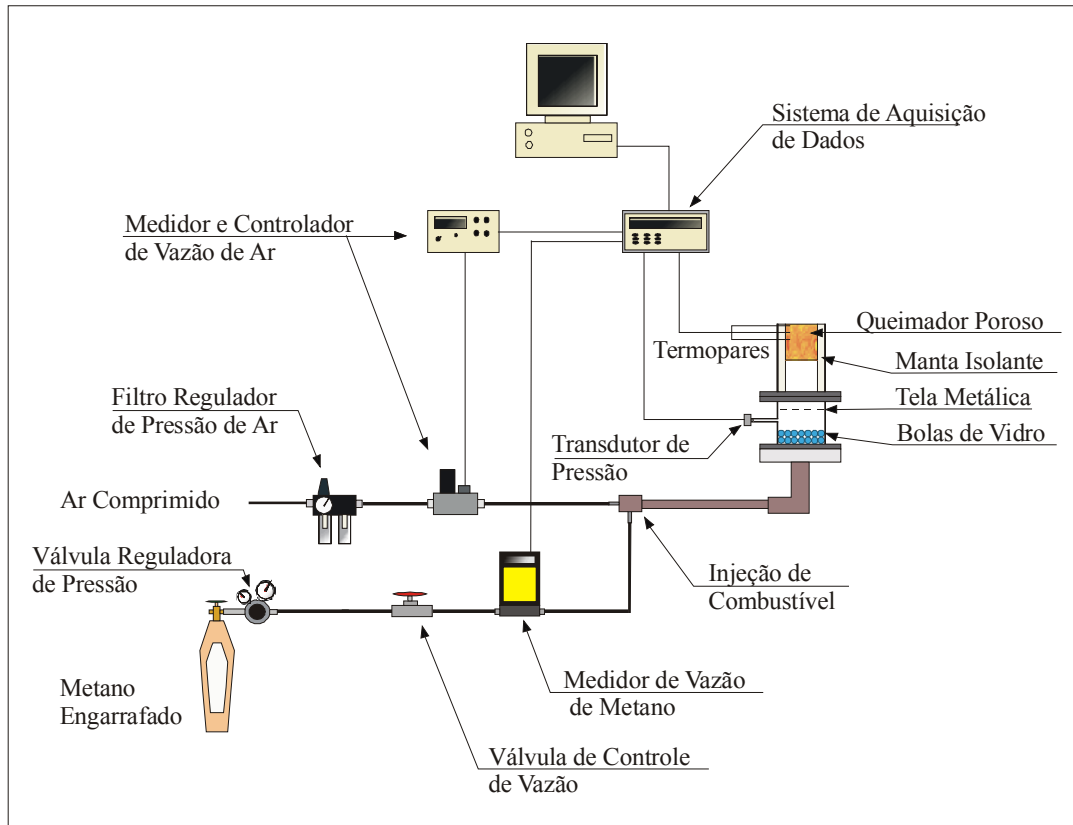 Sistema de Aquisição
de Dados
Medidor e Controlador
de Vazão de Ar
Queimador Poroso
Termopares
Manta Isolante
Filtro Regulador
de Pressão de Ar
Tela Metálica
Bolas de Vidro
Transdutor de
Pressão
Ar Comprimido
Válvula Reguladora
de Pressão
Injeção de
Combustível
Metano
Engarrafado
Medidor de Vazão
de Metano
Válvula de Controle
de Vazão